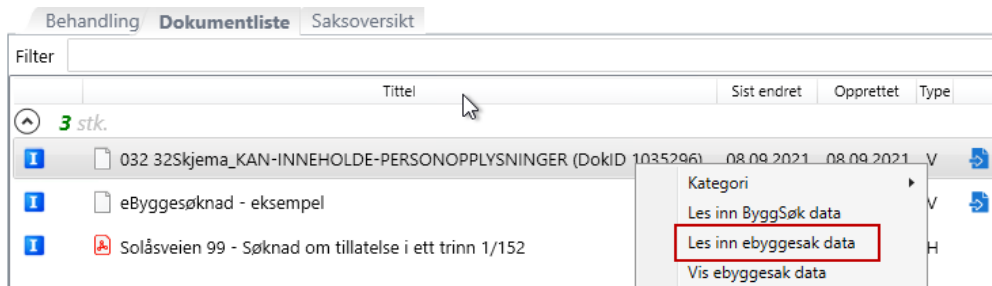 Behandling Dokumentliste Saksoversikt
Filter
Tittel Sist endret Opprettet Type
3 stk.
I 032 32Skjema_KAN-INNEHOLDE-PERSONOPPLYSNINGER (DokID 1035296) 08.09.2021 08.09.2021 V
Kategori
I eByggesøknad - eksempel V
Les inn ByggSøk data
I Solåsveien 99 - Søknad om tillatelse i ett trinn 1/152 H
Les inn ebyggesak data
Vis ebyggesak data